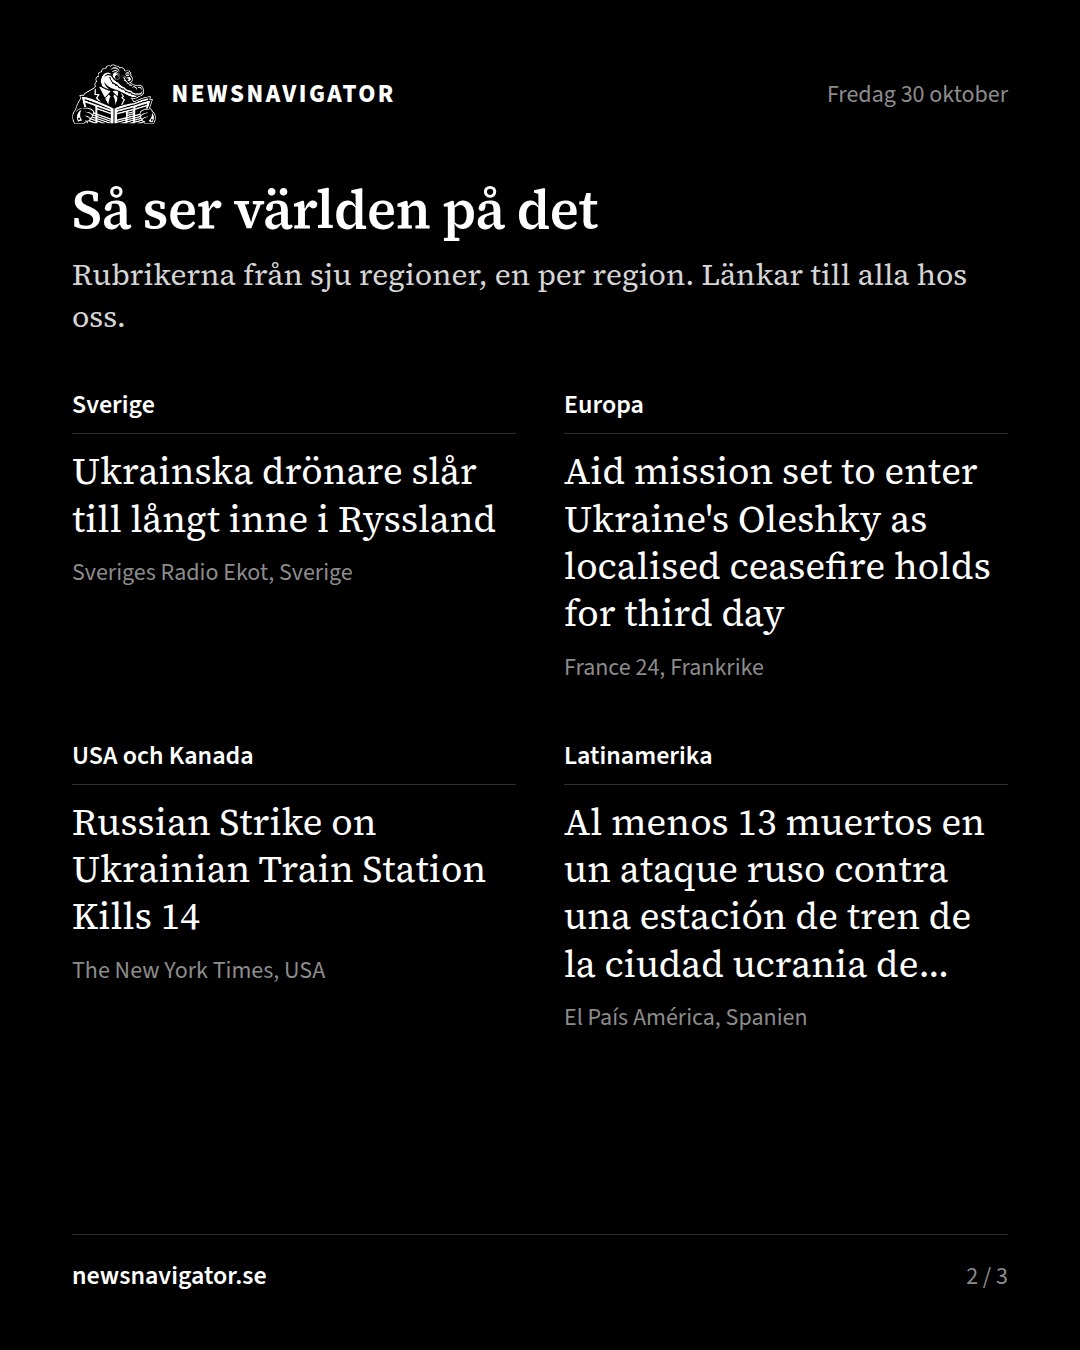 NEWSNAVIGATOR
Fredag 30 oktober
Så ser världen på det
Rubrikerna från sju regioner, en per region. Länkar till alla hos
oss.
Sverige
Ukrainska drönare slår
till långt inne i Ryssland
Sveriges Radio Ekot, Sverige
Europa
Aid mission set to enter
Ukraine's Oleshky as
localised ceasefire holds
for third day
France 24, Frankrike
USA och Kanada
Russian Strike on
Ukrainian Train Station
Kills 14
The New York Times, USA
Latinamerika
Al menos 13 muertos en
un ataque ruso contra
una estación de tren de
la ciudad ucrania de...
El País América, Spanien
newsnavigator.se
2 / 3